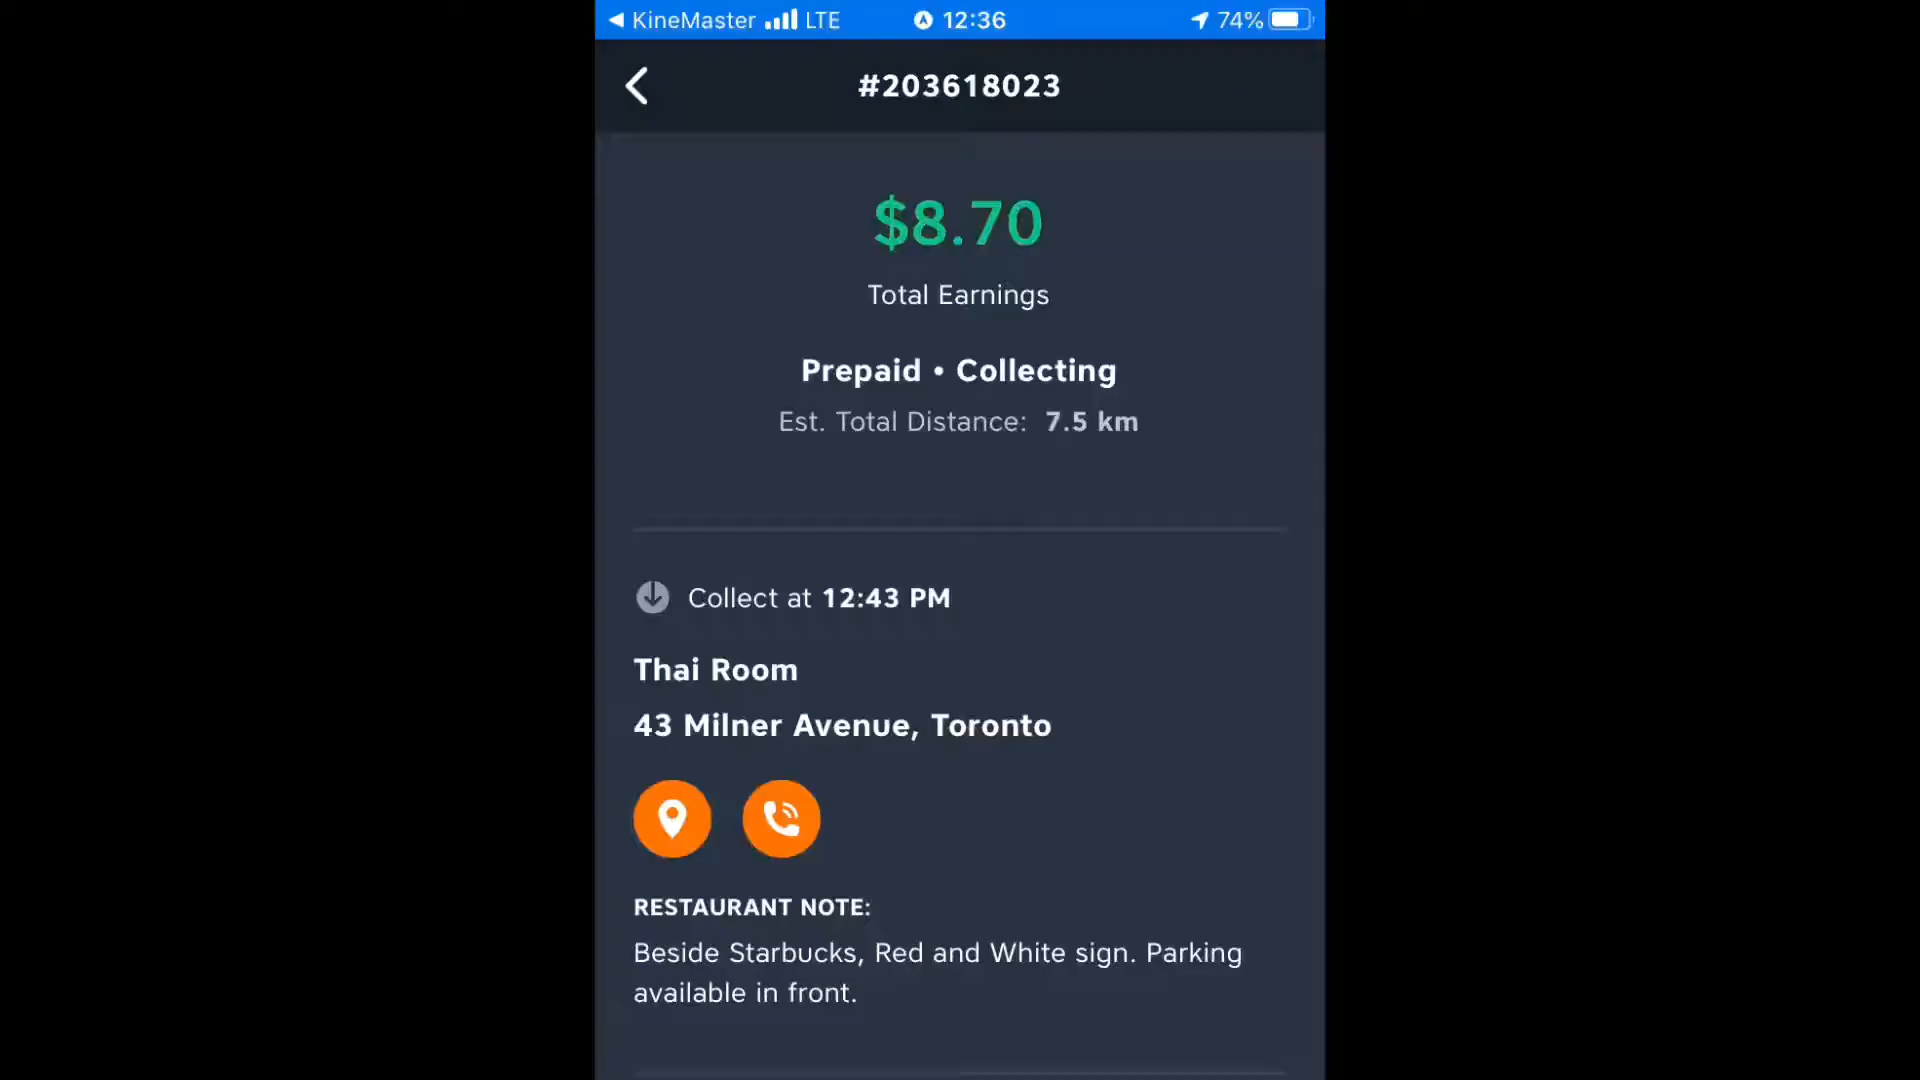 KineMaster LTE 12:36 74%
#203618023
$8.70
Total Earnings
Prepaid • Collecting
Est. Total Distance: 7.5 km
Collect at 12:43 PM
Thai Room
43 Milner Avenue, Toronto
RESTAURANT NOTE:
Beside Starbucks, Red and White sign. Parking
available in front.